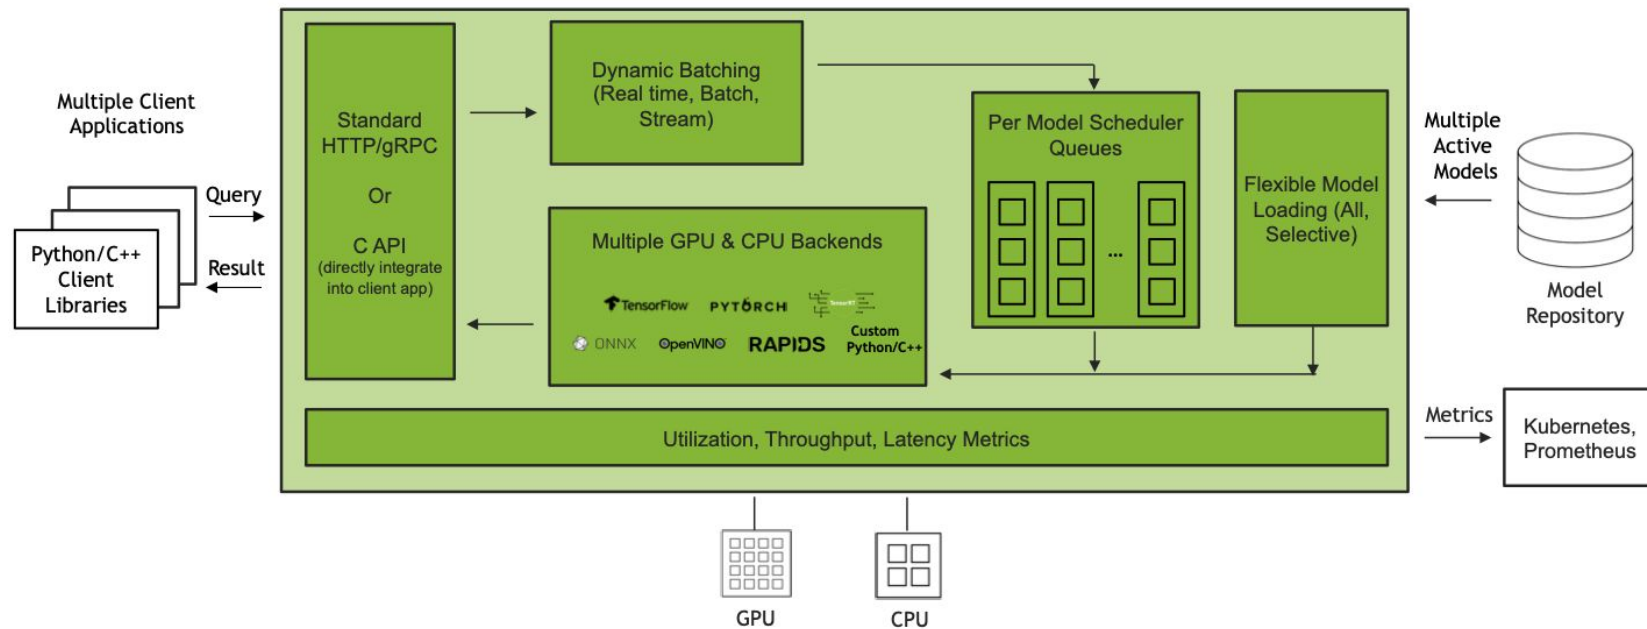 Multiple Client
Applications
Python/C++
Client
Libraries
Query
Result
Standard
HTTP/gRPC
Or
C API
(directly integrate
into client app)
Dynamic Batching
(Real time, Batch,
Stream)
Multiple GPU & CPU Backends
TensorFlow
PYTORCH
TensorRT
ONNX
OpenVINO
RAPIDS
Custom
Python/C++
Per Model Scheduler
Queues
...
Flexible Model
Loading (All,
Selective)
Multiple
Active
Models
Model
Repository
Utilization, Throughput, Latency Metrics
Metrics
Kubernetes,
Prometheus
GPU
CPU